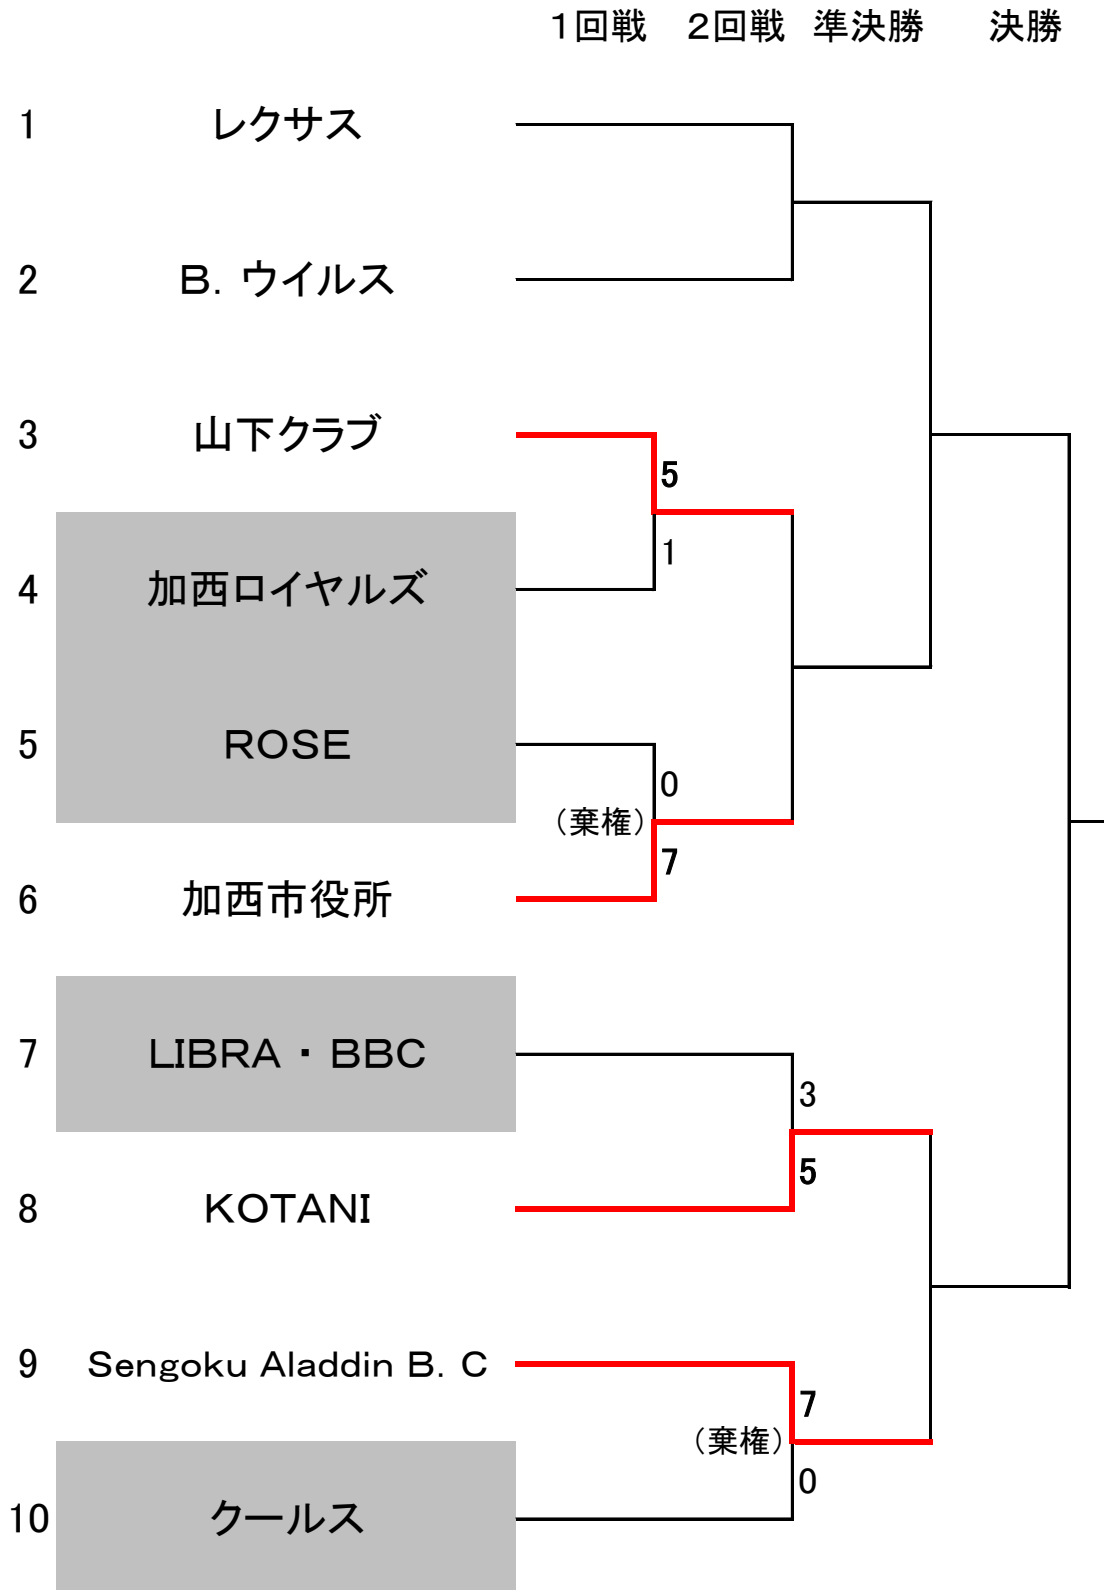 １回戦 ２回戦 準決勝 決勝
1 レクサス
2 Ｂ．ウイルス
3 山下クラブ
5
4 加西ロイヤルズ
1
5 ＲＯＳＥ
0
（棄権）
7
6 加西市役所
7 ＬＩＢＲＡ・ＢＢＣ
3
8 ＫＯＴＡＮＩ
5
9 Ｓｅｎｇｏｋｕ Ａｌａｄｄｉｎ Ｂ．Ｃ
7
（棄権）
0
10 クールス